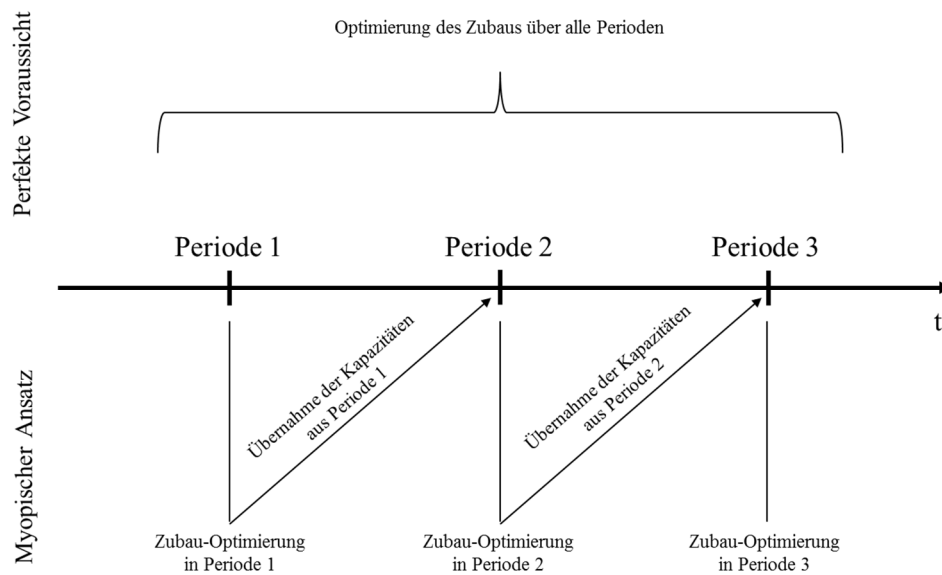 Perfekte Voraussicht
Optimierung des Zubaus über alle Perioden
Periode 1
Periode 2
Periode 3
t
Myopischer Ansatz
Übernahme der Kapazitäten
aus Periode 1
Übernahme der Kapazitäten
aus Periode 2
Zubau-Optimierung
in Periode 1
Zubau-Optimierung
in Periode 2
Zubau-Optimierung
in Periode 3